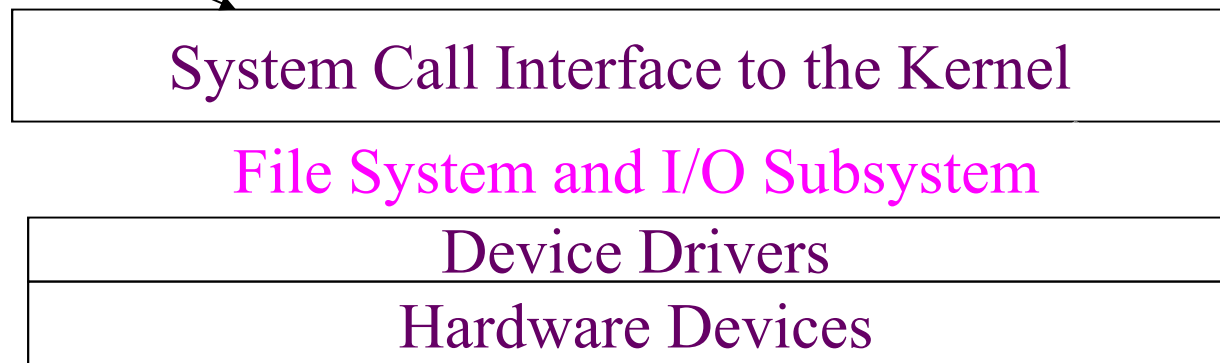 System Call Interface to the Kernel
File System and I/O Subsystem
Device Drivers
Hardware Devices